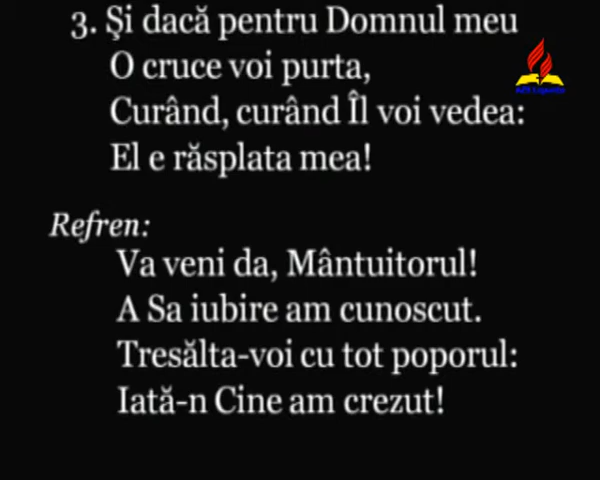 3. Şi dacă pentru Domnul meu
O cruce voi purta,
Curând, curând Îl voi vedea:
El e răsplata mea!
Refren:
Va veni da, Mântuitorul!
A Sa iubire am cunoscut.
Tresălta-voi cu tot poporul:
Iată-n Cine am crezut!